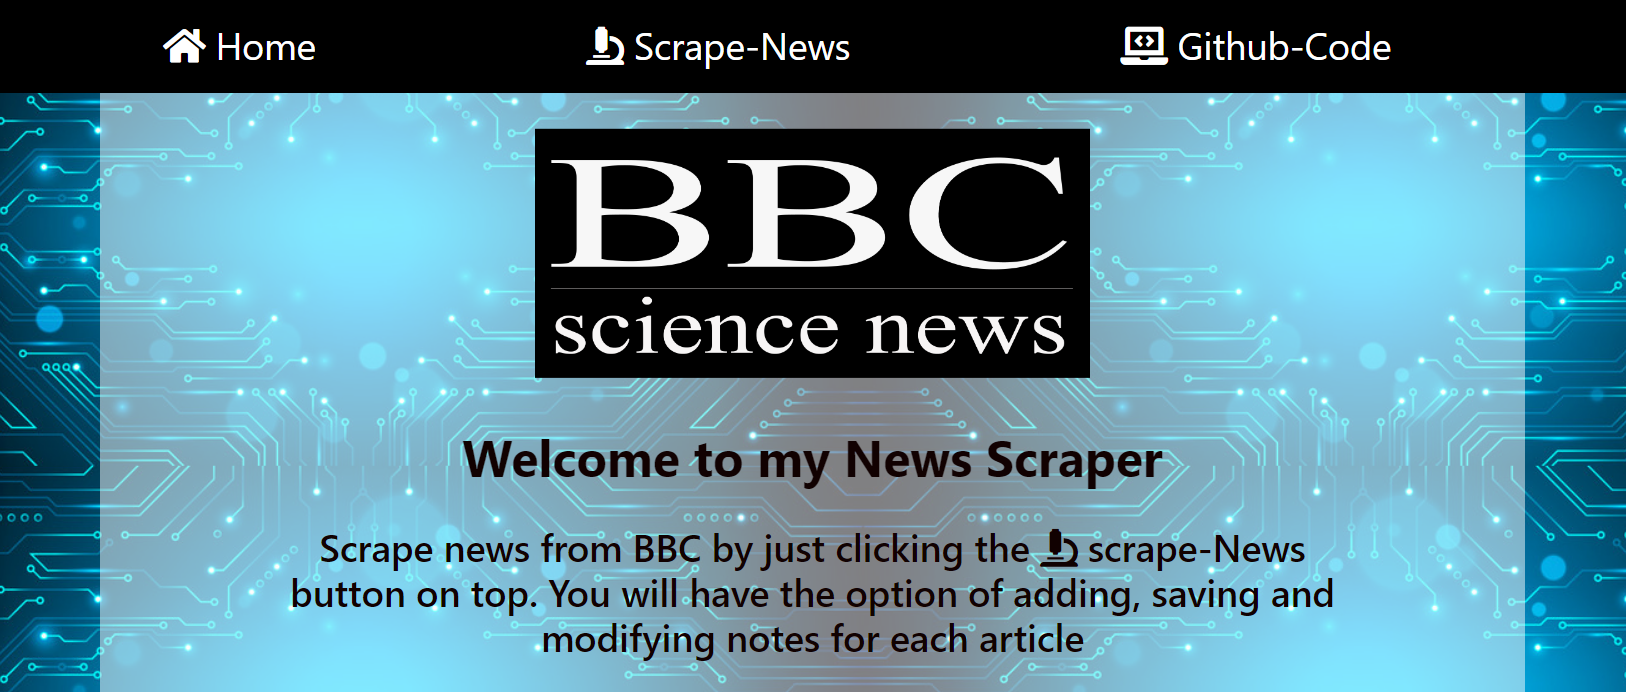 Home Scrape-News Github-Code
BBC
science news
Welcome to my News Scraper
Scrape news from BBC by just clicking the scrape-News
button on top. You will have the option of adding, saving and
modifying notes for each article